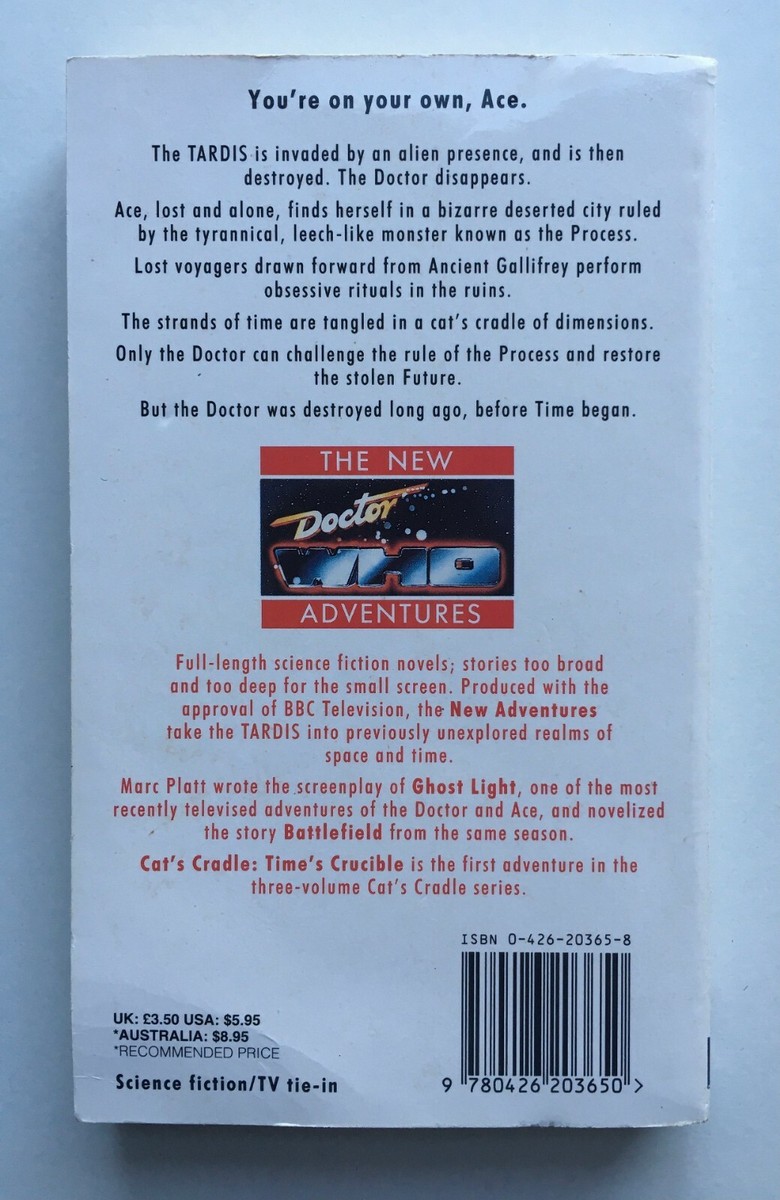 You're on your own, Ace.
The TARDIS is invaded by an alien presence, and is then
destroyed. The Doctor disappears.
Ace, lost and alone, finds herself in a bizarre deserted city ruled
by the tyrannical, leech-like monster known as the Process.
Lost voyagers drawn forward from Ancient Gallifrey perform
obsessive rituals in the ruins.
The strands of time are tangled in a cat's cradle of dimensions.
Only the Doctor can challenge the rule of the Process and restore
the stolen Future.
But the Doctor was destroyed long ago, before Time began.
THE NEW
Doctor
WHO
ADVENTURES
Full-length science fiction novels; stories too broad
and too deep for the small screen. Produced with the
approval of BBC Television, the New Adventures
take the TARDIS into previously unexplored realms of
space and time.
Marc Platt wrote the screenplay of Ghost Light, one of the most
recently televised adventures of the Doctor and Ace, and novelized
the story Battlefield from the same season.
Cat's Cradle: Time's Crucible is the first adventure in the
three-volume Cat's Cradle series.
ISBN 0-426-20365-8
UK: £3.50 USA: $5.95
*AUSTRALIA: $8.95
*RECOMMENDED PRICE
Science fiction/TV tie-in
9 780426 203650 >